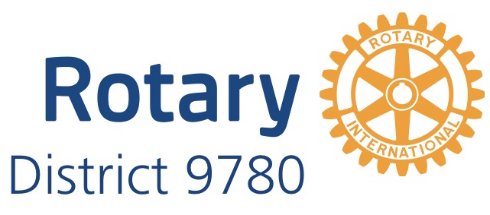 Rotary
District 9780
ROTARY
INTERNATIONAL